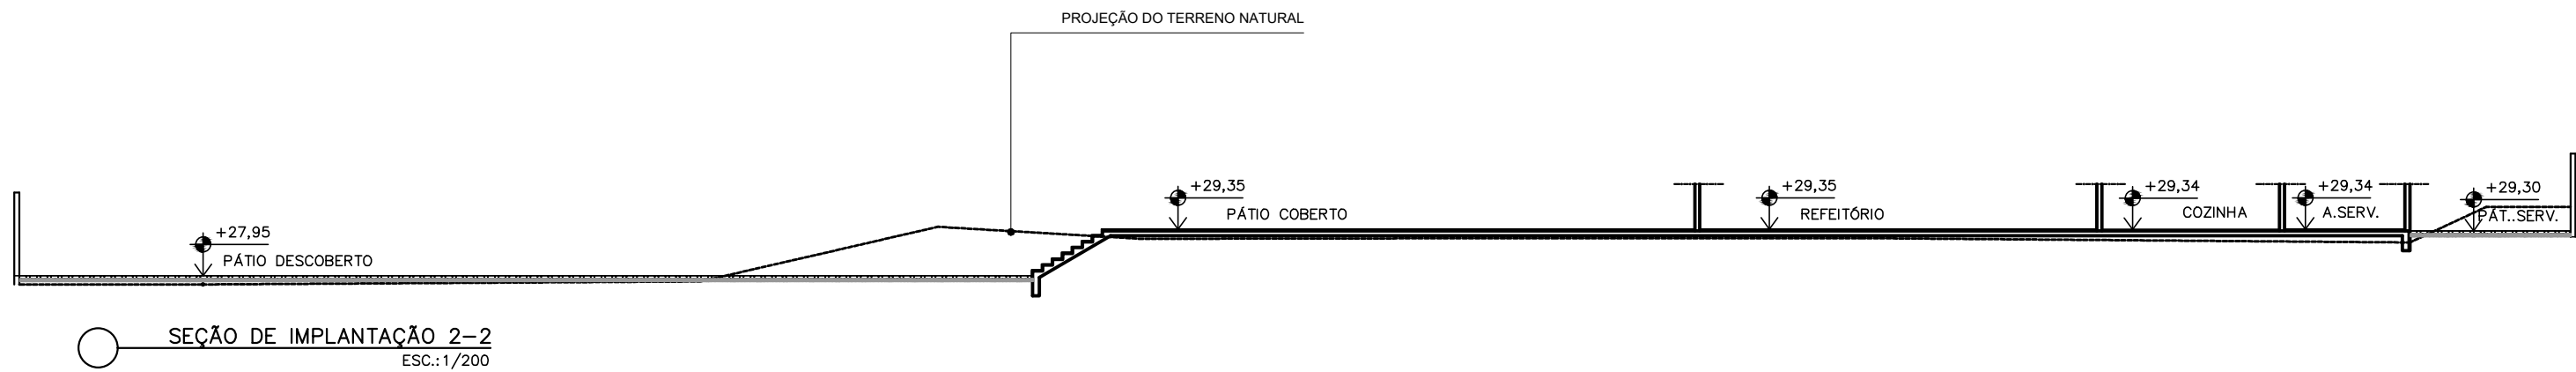 PROJEÇÃO DO TERRENO NATURAL
+27,95
PÁTIO DESCOBERTO
+29,35
PÁTIO COBERTO
+29,35
REFEITÓRIO
+29,34
COZINHA
+29,34
A.SERV.
+29,30
PÁT..SERV.
SEÇÃO DE IMPLANTAÇÃO 2-2
ESC.:1/200